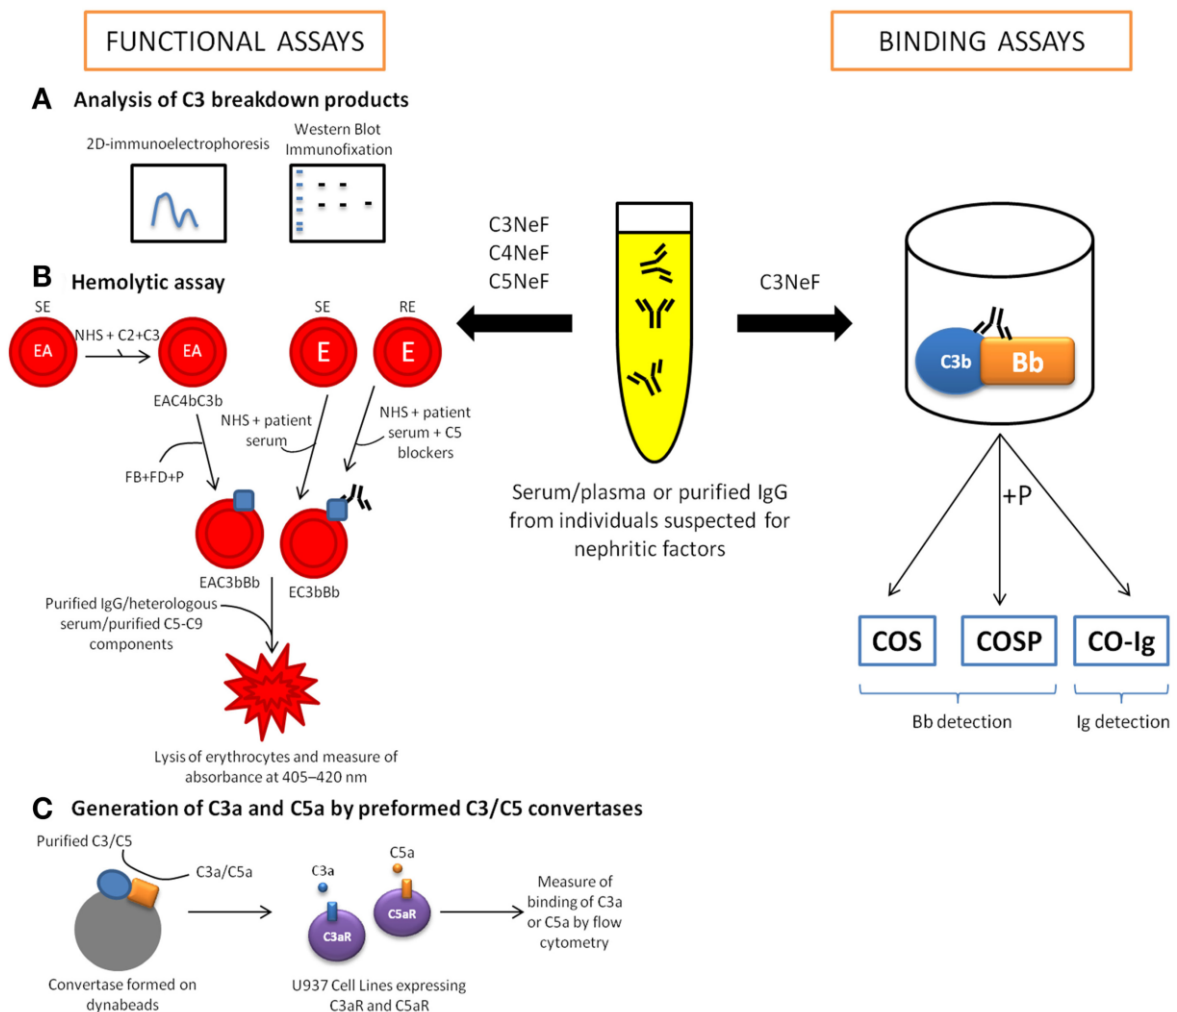 FUNCTIONAL ASSAYS
BINDING ASSAYS
A Analysis of C3 breakdown products
2D-immunoelectrophoresis
Western Blot
Immunofixation
C3NeF
C4NeF
C5NeF
C3NeF
B Hemolytic assay
SE
SE
RE
EA
NHS + C2+C3
EA
E
E
C3b
Bb
EAC4bC3b
NHS + patient
serum
NHS + patient
serum + C5
blockers
FB+FD+P
Serum/plasma or purified IgG
from individuals suspected for
nephritic factors
+P
EAC3bBb
EC3bBb
Purified IgG/heterologous
serum/purified C5-C9
components
COS
COSP
CO-Ig
Bb detection
Ig detection
Lysis of erythrocytes and measure of
absorbance at 405–420 nm
C Generation of C3a and C5a by preformed C3/C5 convertases
Purified C3/C5
C3a/C5a
C3a
C5a
C3aR
C5aR
Measure of
binding of C3a
or C5a by flow
cytometry
Convertase formed on
dynabeads
U937 Cell Lines expressing
C3aR and C5aR